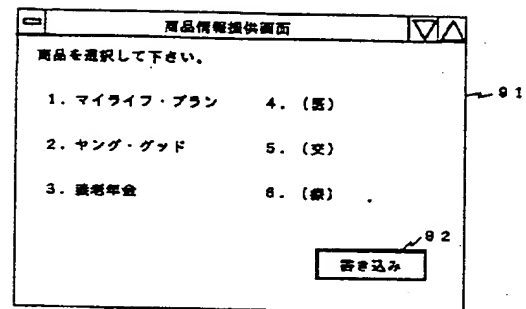 商品情報提供画面
商品を選択して下さい。
1. マイライフ・プラン
2. ヤング・グッド
3. 養老年金
4. (医)
5. (交)
6. (療)
書き込み
91
92